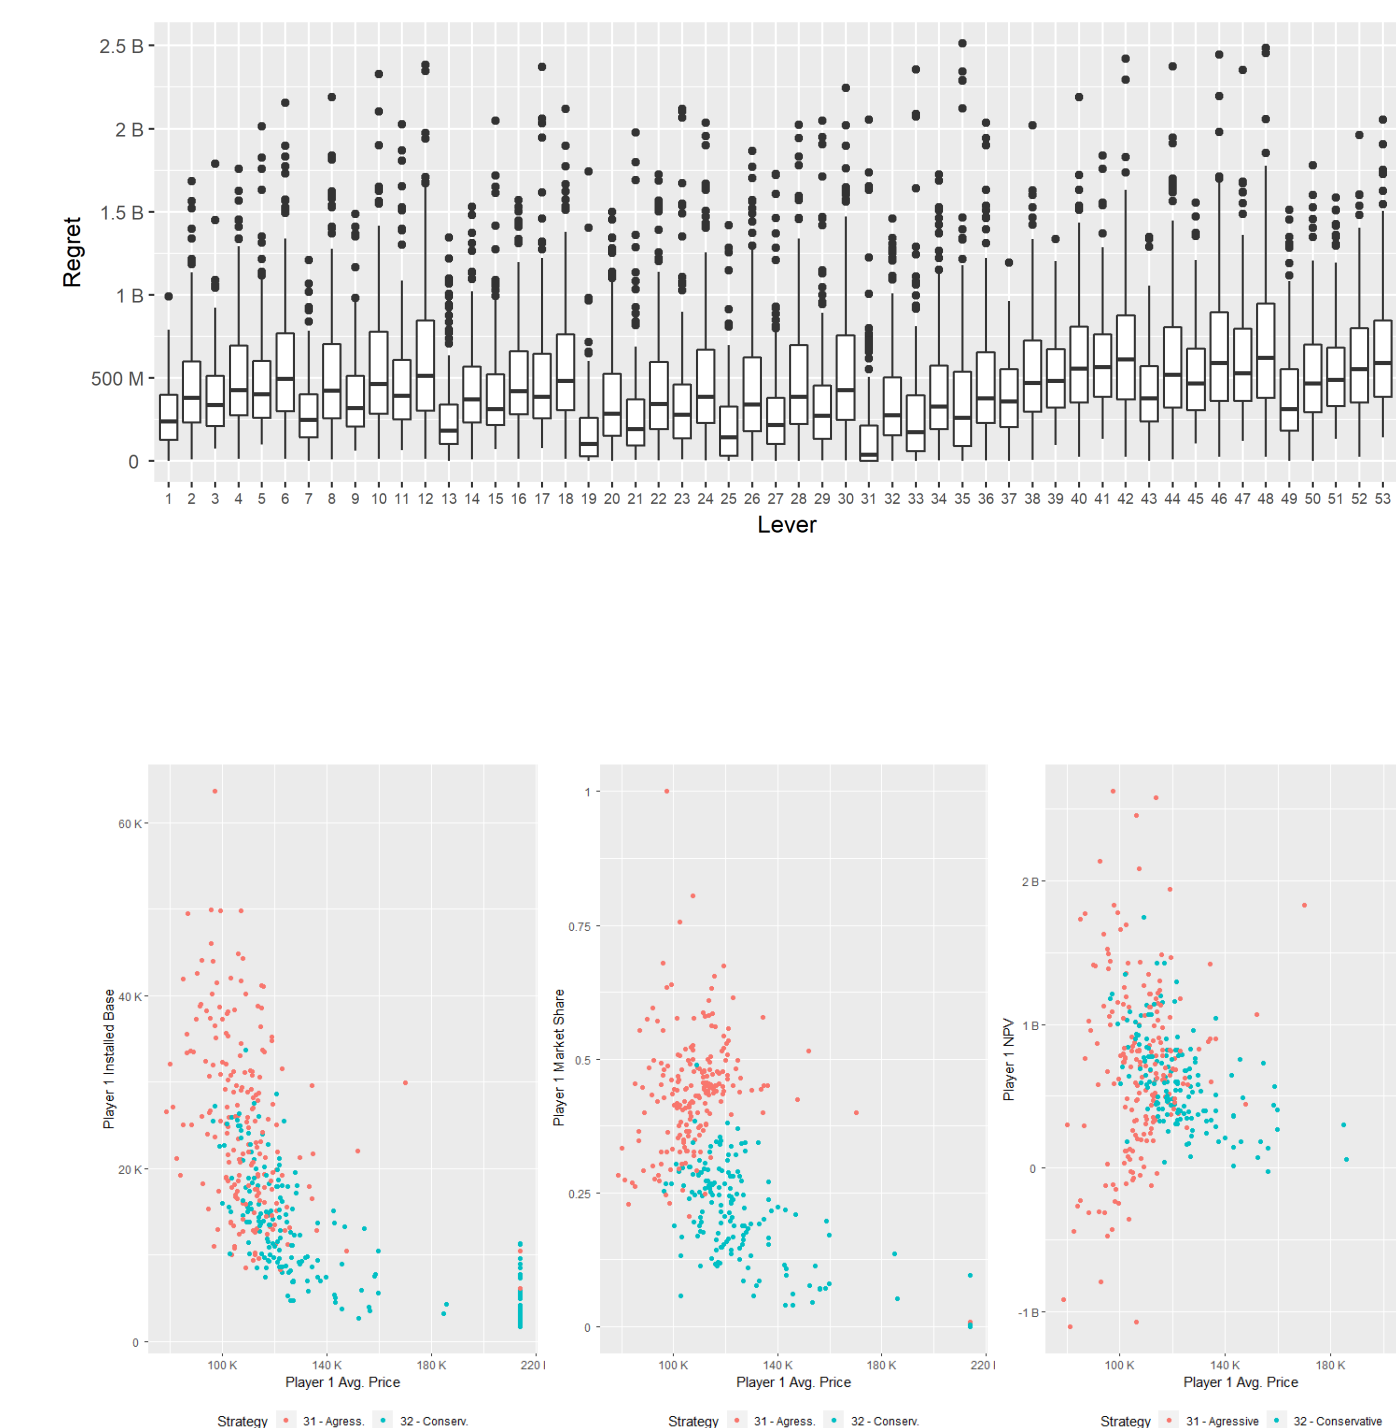 2.5 B
2 B
1.5 B
1 B
500 M
0
Regret
1 2 3 4 5 6 7 8 9 10 11 12 13 14 15 16 17 18 19 20 21 22 23 24 25 26 27 28 29 30 31 32 33 34 35 36 37 38 39 40 41 42 43 44 45 46 47 48 49 50 51 52 53
Lever
60 K
40 K
20 K
0
Player 1 Installed Base
100 K 140 K 180 K 220
Player 1 Avg. Price
Strategy 31 - Agress. 32 - Conserv.
1
0.75
0.5
0.25
0
Player 1 Market Share
100 K 140 K 180 K 220
Player 1 Avg. Price
Strategy 31 - Agress. 32 - Conserv.
2 B
1 B
0
-1 B
Player 1 NPV
100 K 140 K 180 K
Player 1 Avg. Price
Strategy 31 - Agressive 32 - Conservative